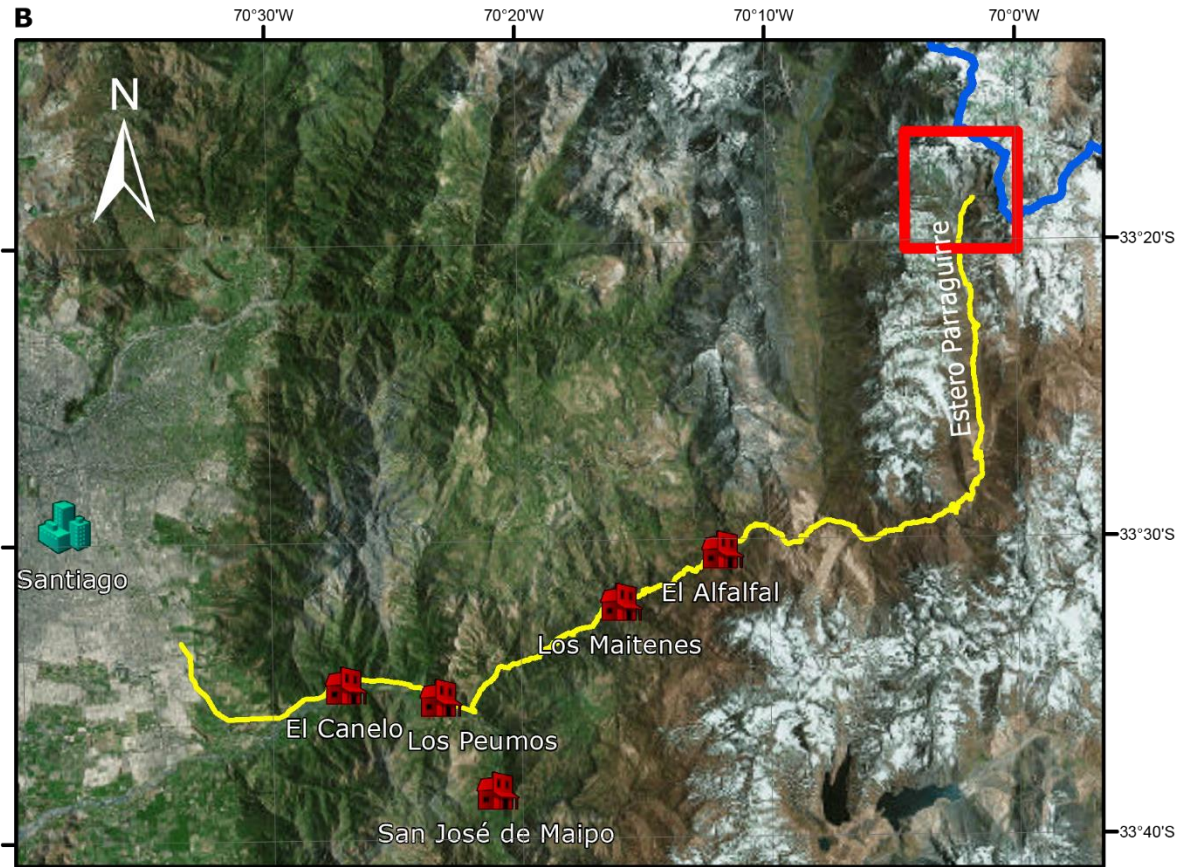 B
70°30'W 70°20'W 70°10'W 70°0'W
N
33°20'S
Estero Parraguirre
33°30'S
Santiago
El Alfalfal
Los Maitenes
El Canelo
Los Peumos
San José de Maipo
33°40'S